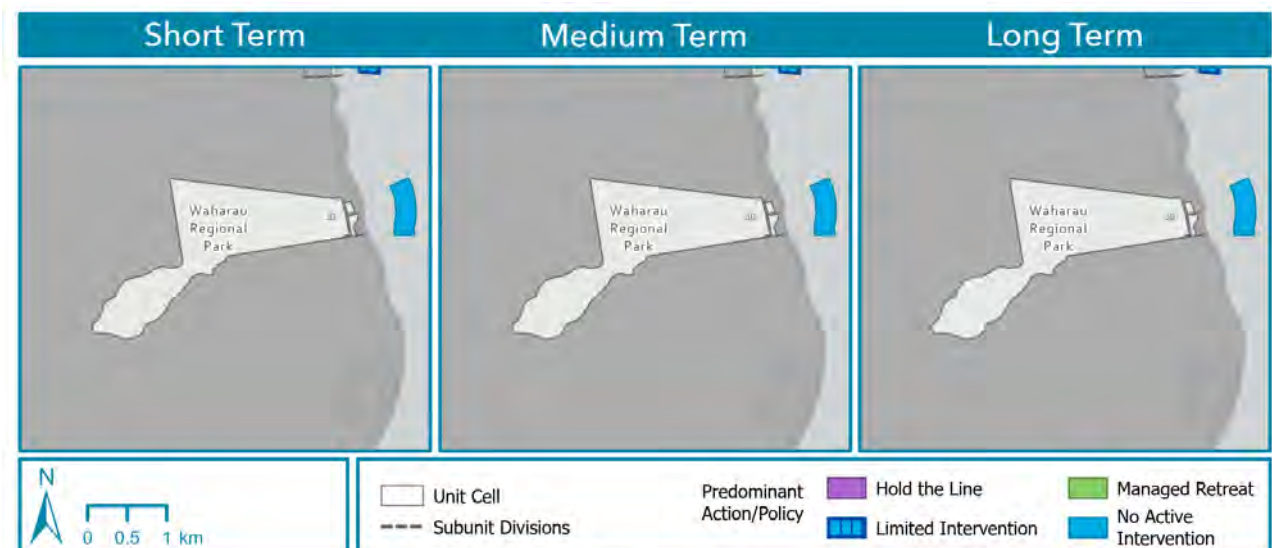 Short Term
Medium Term
Long Term
Waharau
Regional
Park
Waharau
Regional
Park
Waharau
Regional
Park
N
0 0.5 1 km
Unit Cell
Subunit Divisions
Predominant
Action/Policy
Hold the Line
Limited Intervention
Managed Retreat
No Active
Intervention